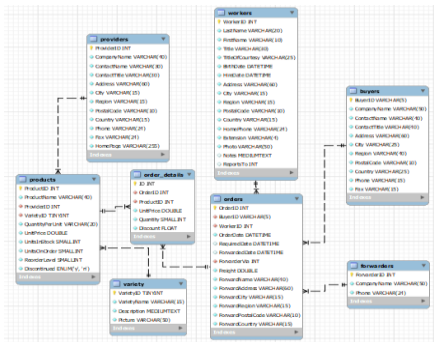 workers
WorkerID INT
LastName VARCHAR(20)
FirstName VARCHAR(10)
Title VARCHAR(30)
TitleOfCourtesy VARCHAR(25)
BirthDate DATETIME
HireDate DATETIME
Address VARCHAR(60)
City VARCHAR(15)
Region VARCHAR(15)
PostalCode VARCHAR(10)
Country VARCHAR(15)
HomePhone VARCHAR(24)
Extension VARCHAR(4)
Photo VARCHAR(50)
Notes MEDIUMTEXT
ReportsTo INT
Indexes
providers
ProviderID INT
CompanyName VARCHAR(40)
ContactName VARCHAR(30)
ContactTitle VARCHAR(30)
Address VARCHAR(60)
City VARCHAR(15)
Region VARCHAR(15)
PostalCode VARCHAR(10)
Country VARCHAR(15)
Phone VARCHAR(24)
Fax VARCHAR(24)
HomePage VARCHAR(255)
Indexes
buyers
BuyerID VARCHAR(5)
CompanyName VARCHAR(50)
ContactName VARCHAR(40)
ContactTitle VARCHAR(40)
Address VARCHAR(60)
City VARCHAR(25)
Region VARCHAR(40)
PostalCode VARCHAR(10)
Country VARCHAR(25)
Phone VARCHAR(15)
Fax VARCHAR(15)
Indexes
products
ProductID INT
ProductName VARCHAR(40)
ProviderID INT
VarietyID TINYINT
QuantityPerUnit VARCHAR(20)
UnitPrice DOUBLE
UnitsInStock SMALLINT
UnitsOnOrder SMALLINT
ReorderLevel SMALLINT
Discontinued ENUM('y', 'n')
Indexes
order_details
ID INT
OrderID INT
ProductID INT
UnitPrice DOUBLE
Quantity SMALLINT
Discount FLOAT
Indexes
orders
OrderID INT
BuyerID VARCHAR(5)
WorkerID INT
OrderDate DATETIME
RequiredDate DATETIME
ForwardedDate DATETIME
ForwarderVia INT
Freight DOUBLE
ForwardName VARCHAR(40)
ForwardAddress VARCHAR(60)
ForwardCity VARCHAR(15)
ForwardRegion VARCHAR(15)
ForwardPostalCode VARCHAR(10)
ForwardCountry VARCHAR(15)
Indexes
forwarders
ForwarderID INT
CompanyName VARCHAR(50)
Phone VARCHAR(24)
Indexes
variety
VarietyID TINYINT
VarietyName VARCHAR(15)
Description MEDIUMTEXT
Picture VARCHAR(50)
Indexes